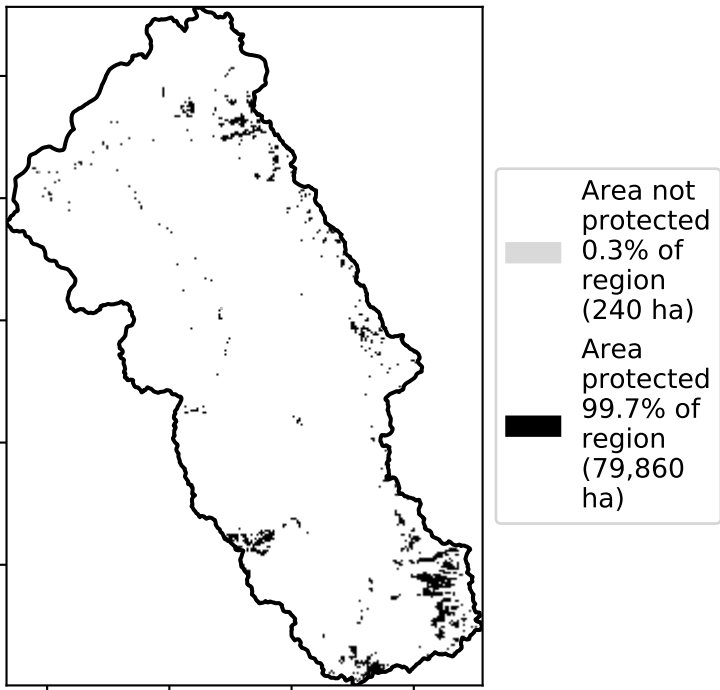 Area not
protected
0.3% of
region
(240 ha)
Area
protected
99.7% of
region
(79,860
ha)